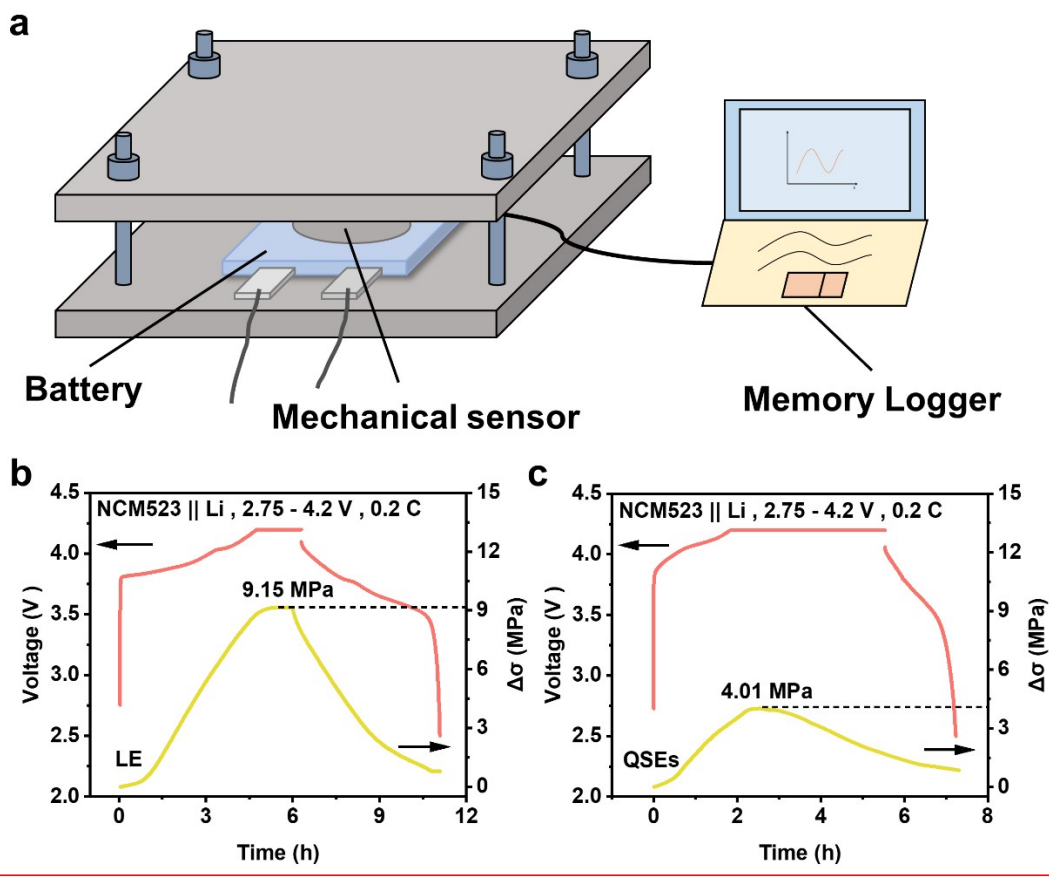 a
Battery
Mechanical sensor
Memory Logger
b
NCM523 || Li , 2.75 - 4.2 V , 0.2 C
9.15 MPa
LE
Voltage (V )
4.5
4.0
3.5
3.0
2.5
2.0
0
3
6
9
12
Time (h)
15
12
9
6
3
0
Δσ (MPa)
c
NCM523 || Li , 2.75 - 4.2 V , 0.2 C
4.01 MPa
QSEs
Voltage (V )
4.5
4.0
3.5
3.0
2.5
2.0
0
2
4
6
8
Time (h)
15
12
9
6
3
0
Δσ (MPa)